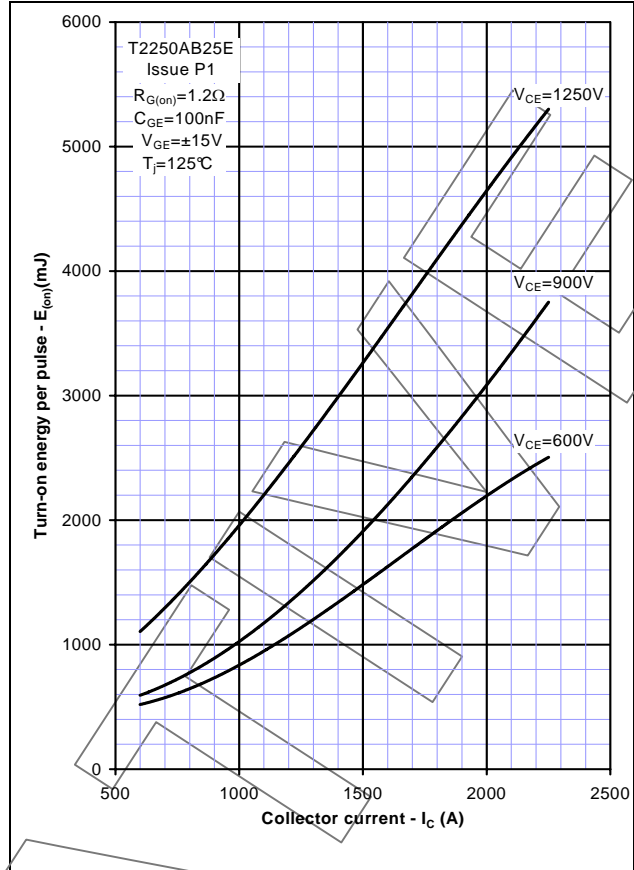 6000
T2250AB25E
Issue P1
RG(on)=1.2Ω
CGE=100nF
VGE=±15V
Tj=125°C
VCE=1250V
5000
4000
VCE=900V
3000
VCE=600V
2000
1000
0
500 1000 1500 2000 2500
Turn-on energy per pulse - E(on)(mJ)
Collector current - IC (A)